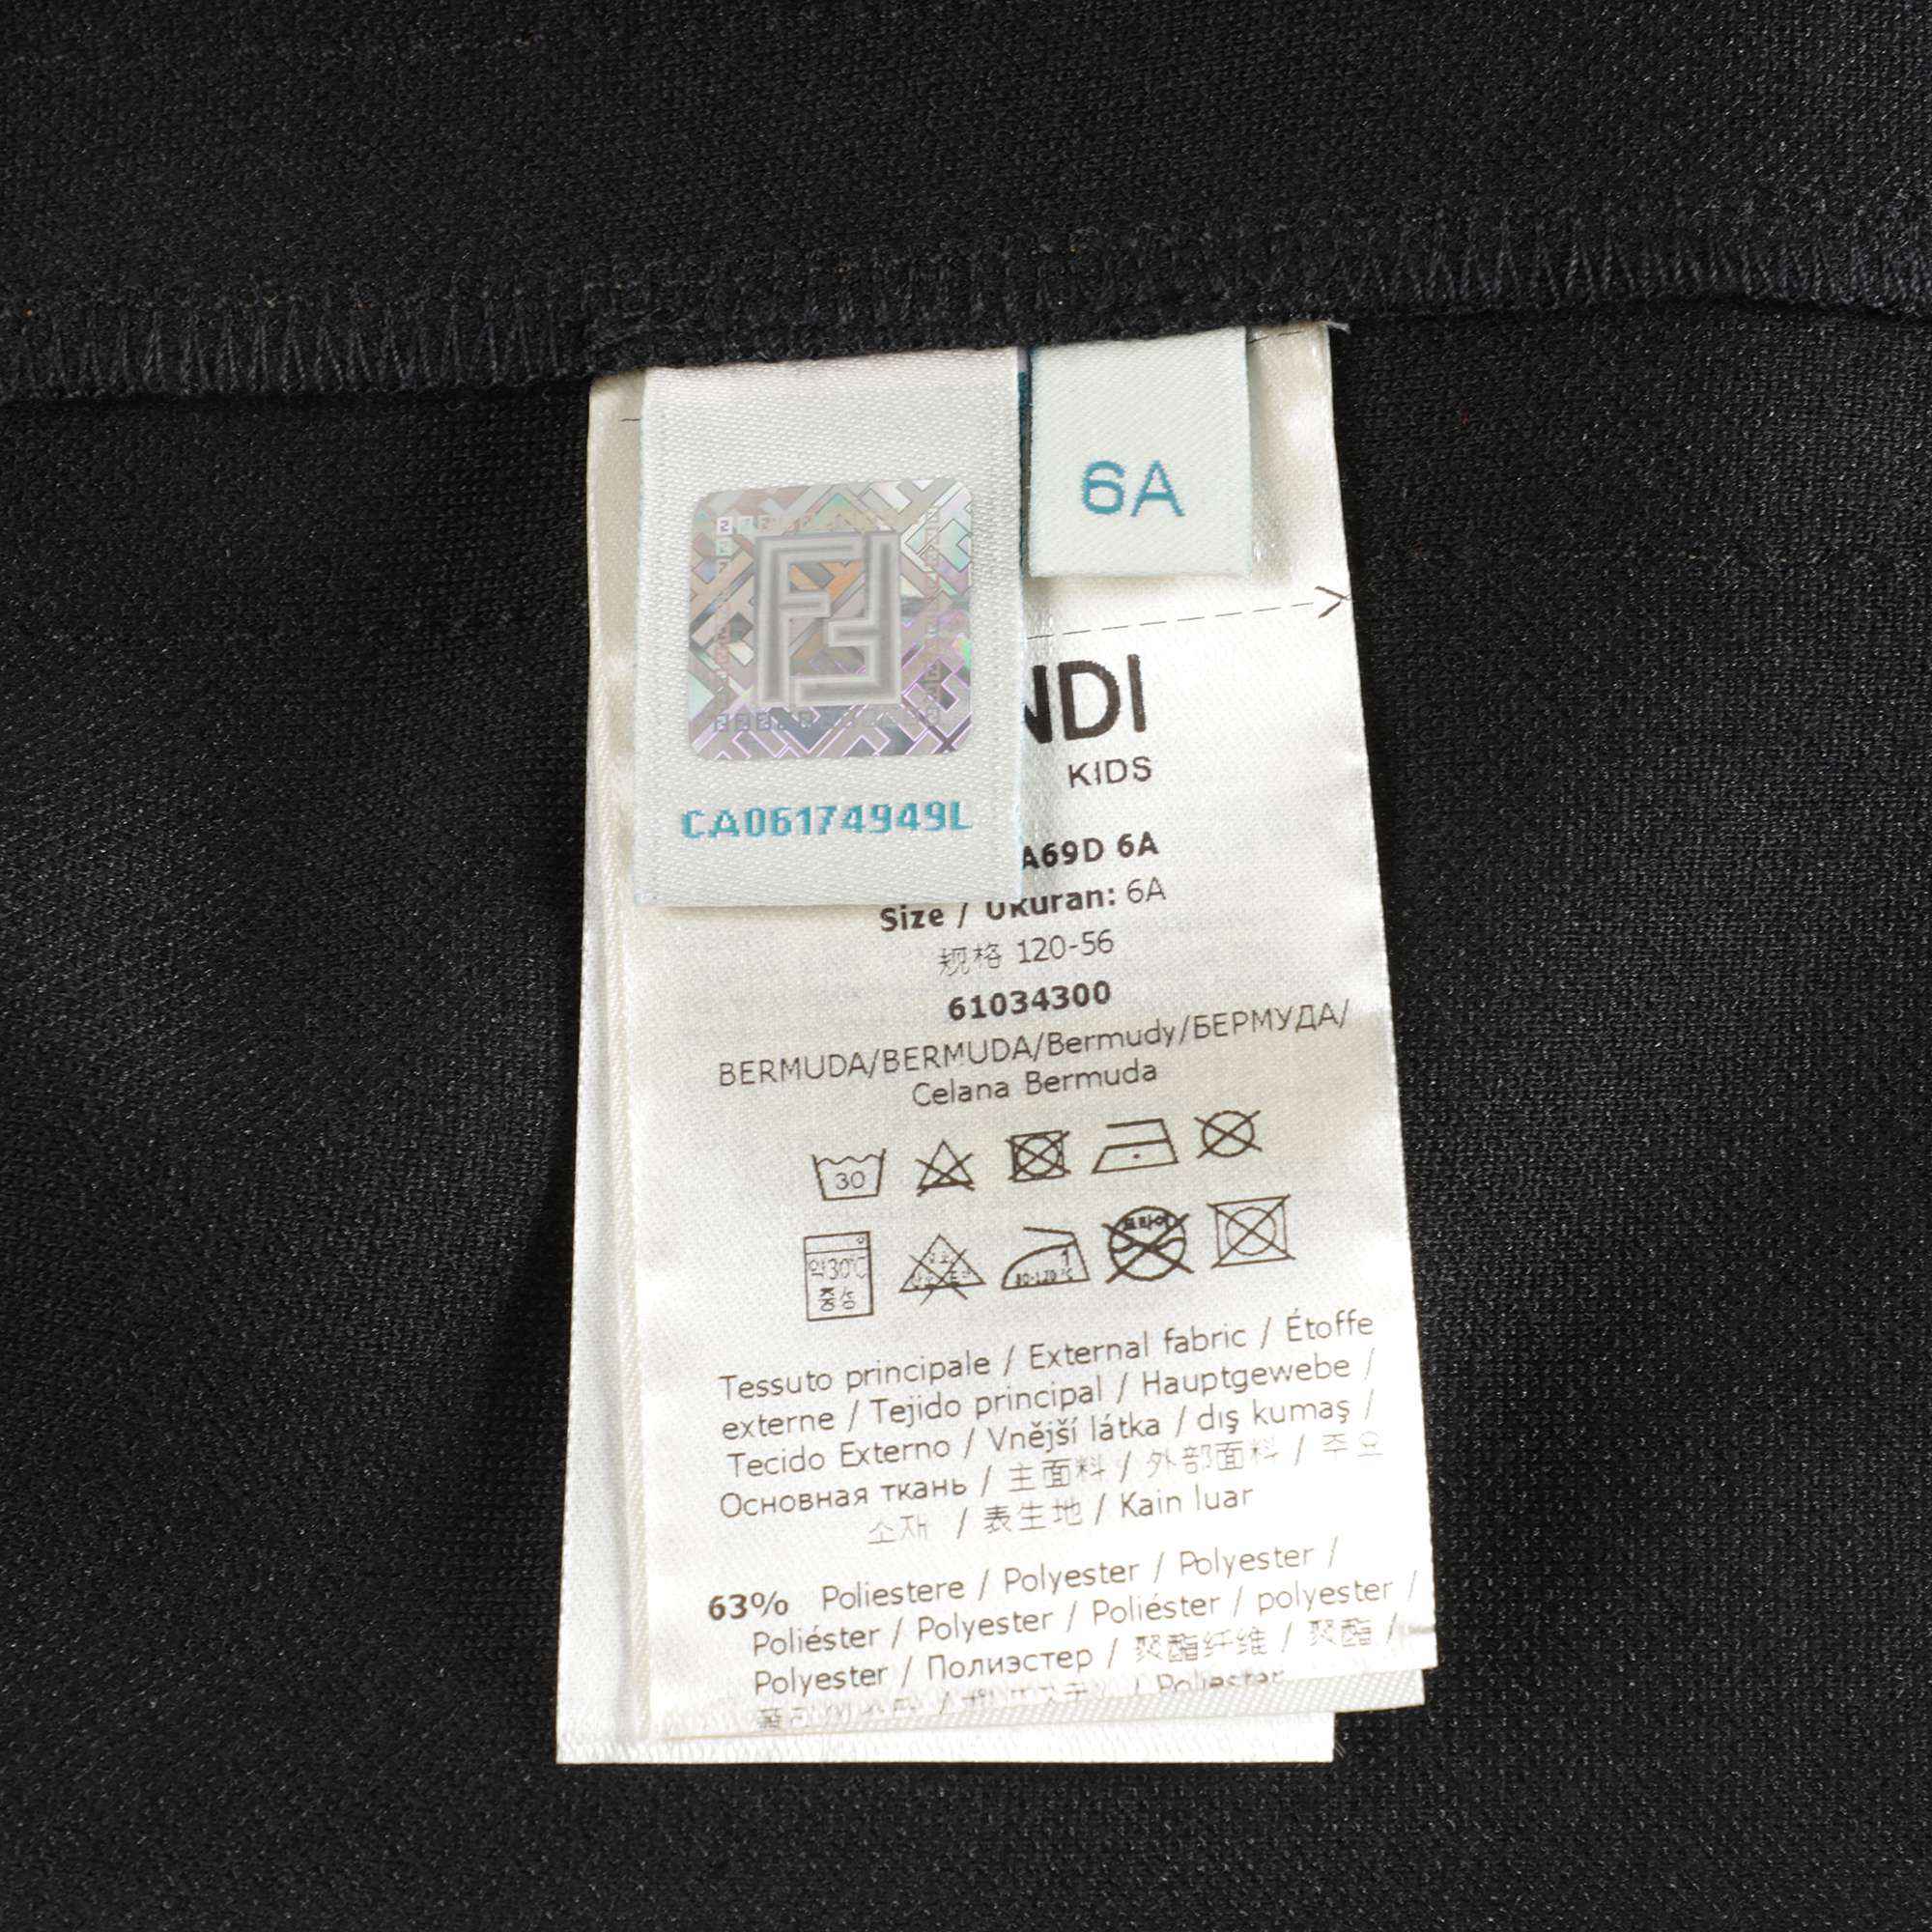 6A
CA06174949L
KIDS
A69D 6A
Size / Ukuran: 6A
规格 120-56
61034300
BERMUDA/BERMUDA/Bermudy/БЕРМУДА/
Celana Bermuda
30
약30℃
중성
80-120℃
Tessuto principale / External fabric / Étoffe
externe / Tejido principal / Hauptgewebe /
Tecido Externo / Vnější látka / dış kumaş /
Основная ткань / 主面料 / 外部面料 / 주요
소재 / 表生地 / Kain luar
63% Poliestere / Polyester / Polyester /
Poliéster / Polyester / Poliéster / polyester /
Polyester / Полиэстер / 聚酯纤维 / 聚酯 /
/ Poliester